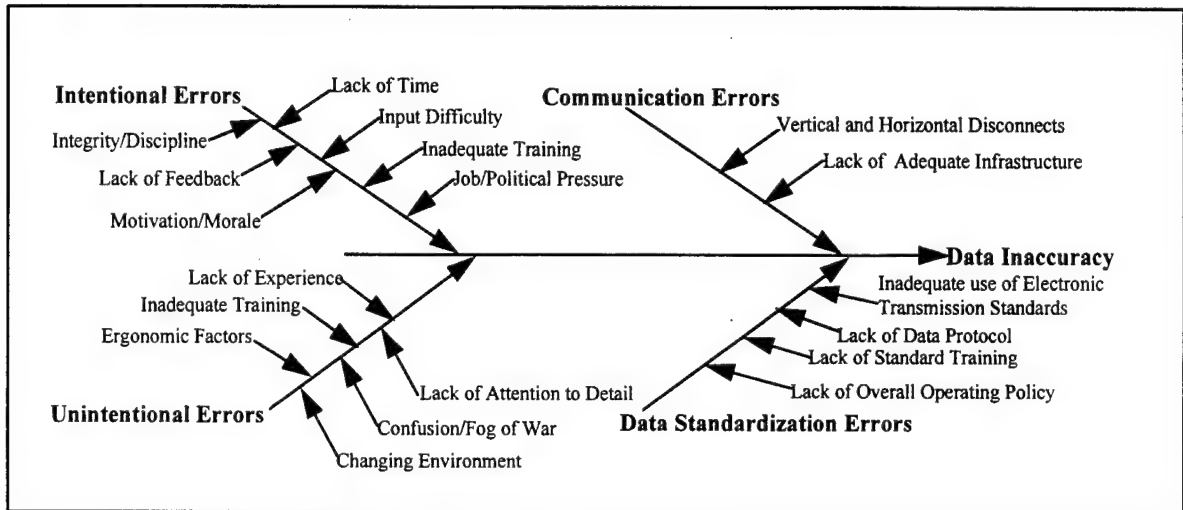 Intentional Errors
Lack of Time
Integrity/Discipline
Input Difficulty
Lack of Feedback
Inadequate Training
Motivation/Morale
Job/Political Pressure
Communication Errors
Vertical and Horizontal Disconnects
Lack of Adequate Infrastructure
Data Inaccuracy
Lack of Experience
Inadequate Training
Ergonomic Factors
Lack of Attention to Detail
Unintentional Errors
Confusion/Fog of War
Changing Environment
Inadequate use of Electronic
Transmission Standards
Lack of Data Protocol
Lack of Standard Training
Lack of Overall Operating Policy
Data Standardization Errors